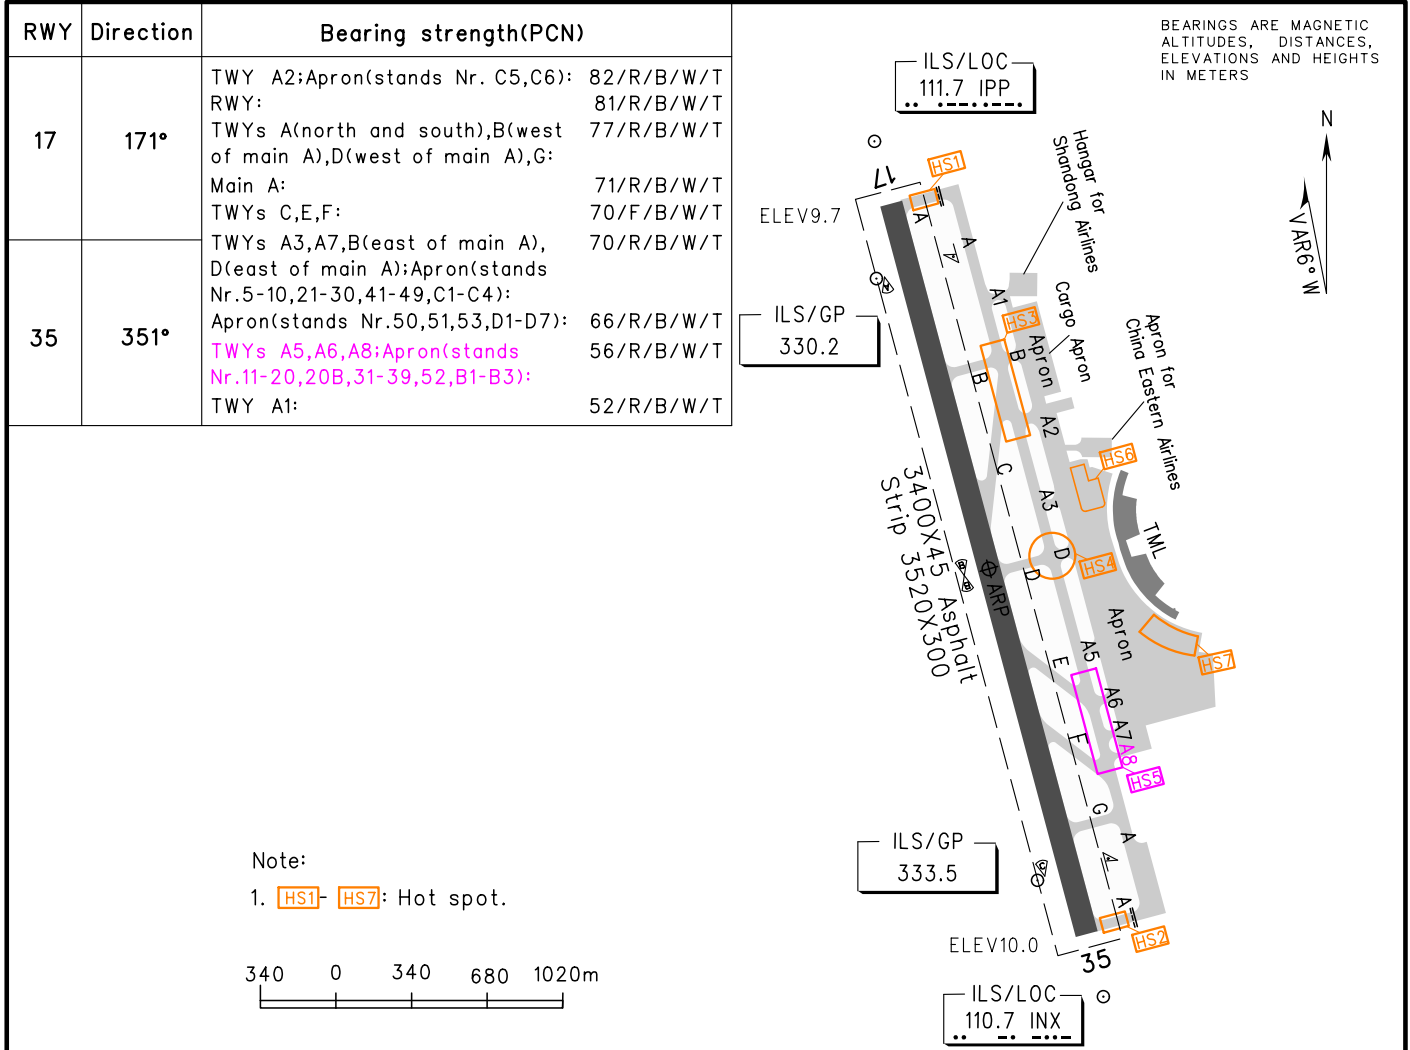 RWY Direction Bearing strength(PCN)
17 171°
35 351°
TWY A2;Apron(stands Nr. C5,C6): 82/R/B/W/T
RWY: 81/R/B/W/T
TWYs A(north and south),B(west 77/R/B/W/T
of main A),D(west of main A),G:
Main A: 71/R/B/W/T
TWYs C,E,F: 70/F/B/W/T
TWYs A3,A7,B(east of main A), 70/R/B/W/T
D(east of main A);Apron(stands
Nr.5-10,21-30,41-49,C1-C4):
Apron(stands Nr.50,51,53,D1-D7): 66/R/B/W/T
TWYs A5,A6,A8;Apron(stands 56/R/B/W/T
Nr.11-20,20B,31-39,52,B1-B3):
TWY A1: 52/R/B/W/T
BEARINGS ARE MAGNETIC
ALTITUDES, DISTANCES,
ELEVATIONS AND HEIGHTS
IN METERS
N
VAR6° W
ILS/LOC
111.7 IPP
17
HS1
ELEV9.7
A
A
Hangar for
Shandong Airlines
A1
HS3
Cargo Apron
Apron
B
B
ILS/GP
330.2
Apron for
China Eastern Airlines
A2
HS6
C
A3
TML
3400X45 Asphalt
Strip 3520X300
D
D
HS4
B
B
ARP
Apron
A5
E
HS7
A6
A7
A8
F
HS5
G
A
ILS/GP
333.5
C
A
HS2
ELEV10.0
35
ILS/LOC
110.7 INX
Note:
1. HS1- HS7: Hot spot.
340 0 340 680 1020m